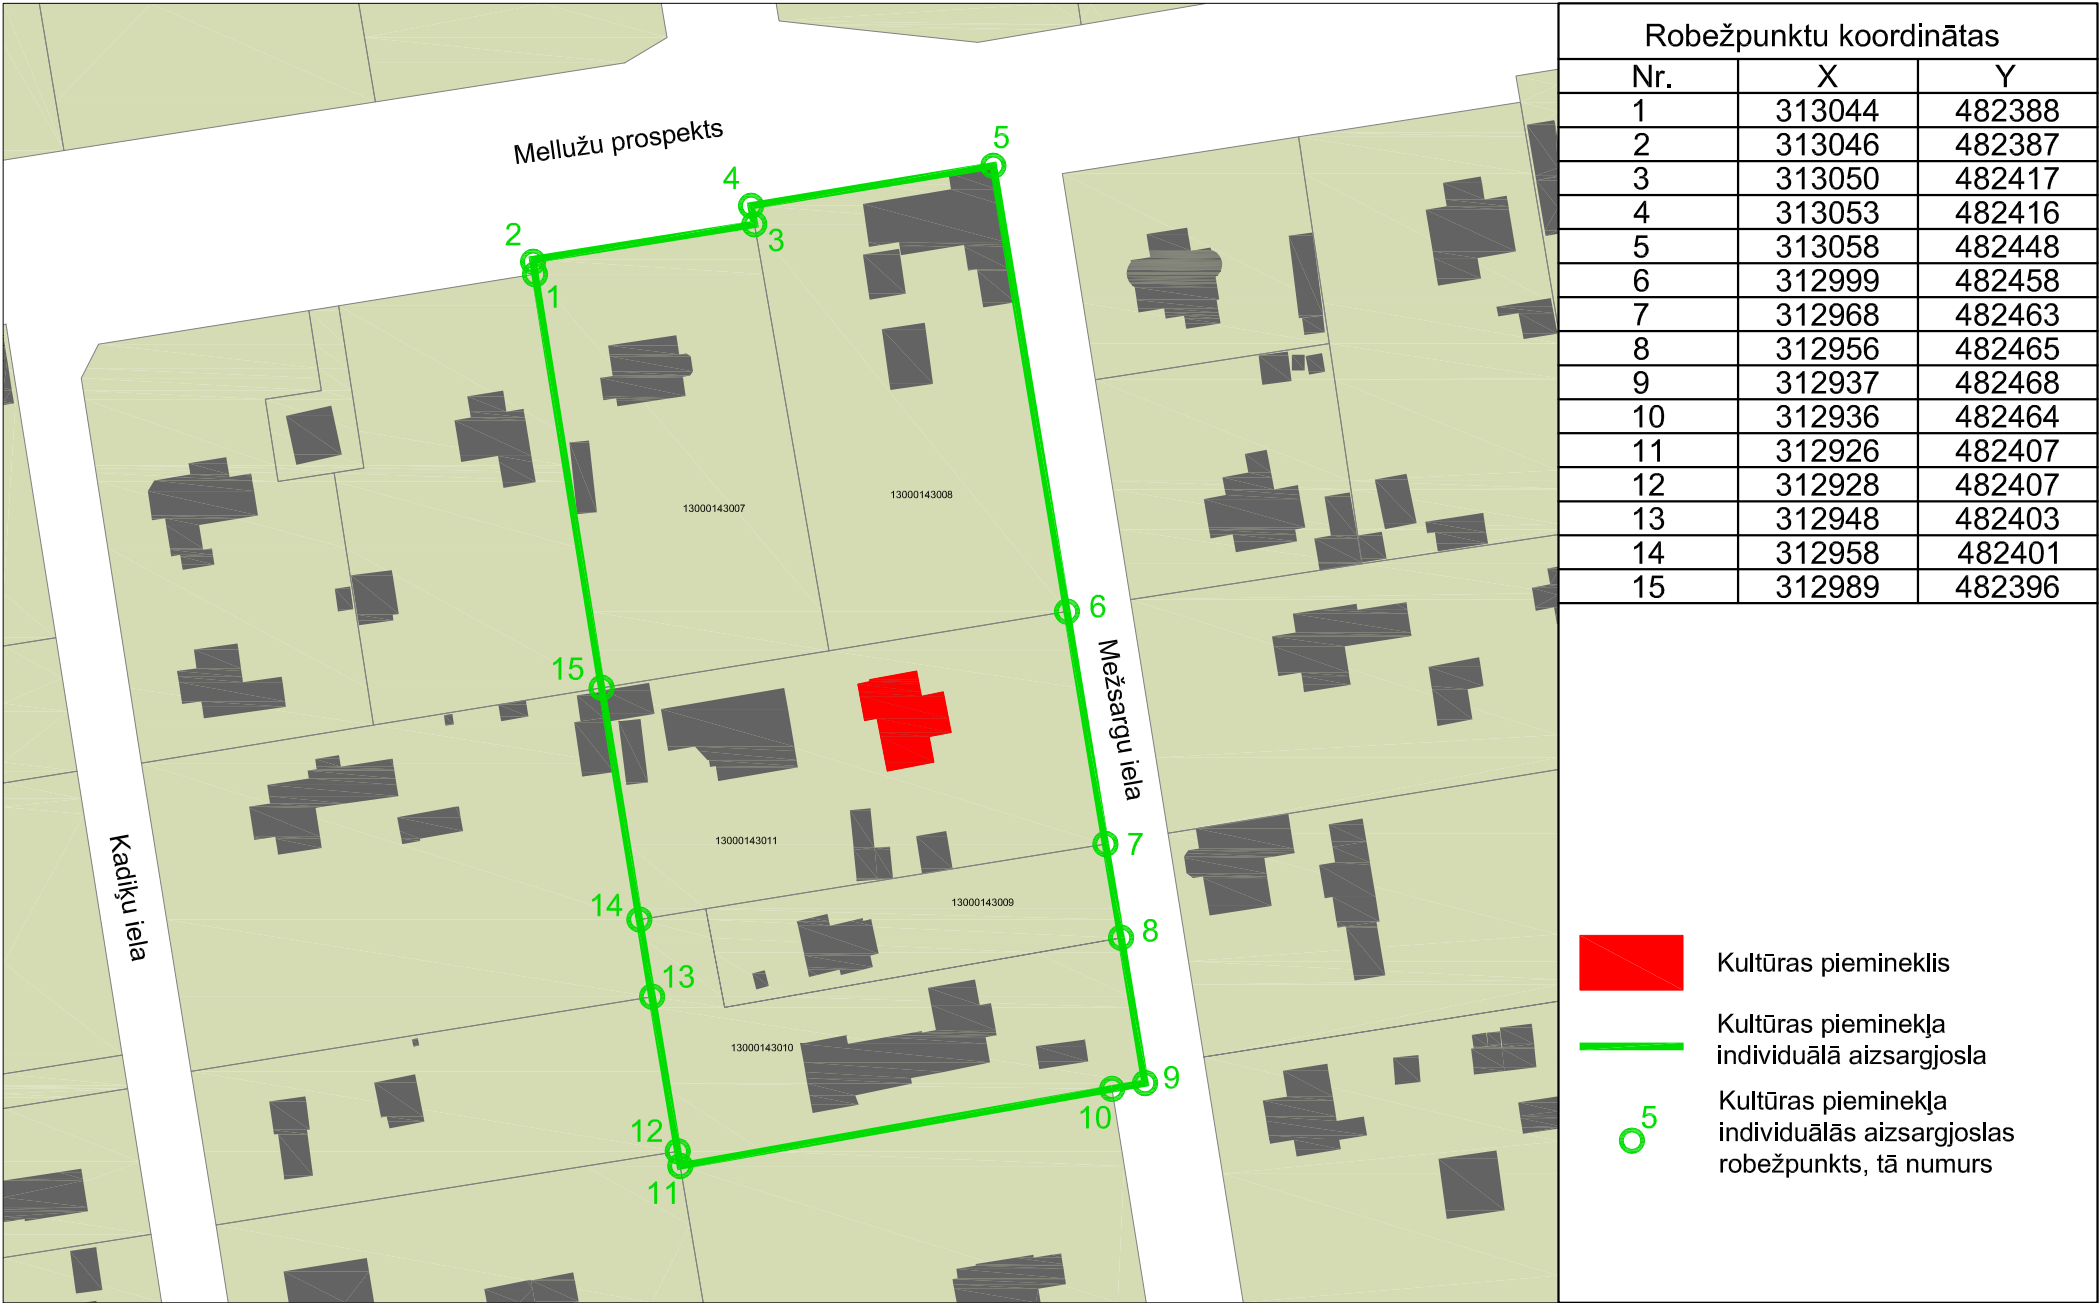 Robežpunktu koordinātas
Nr. X Y
1 313044 482388
2 313046 482387
3 313050 482417
4 313053 482416
5 313058 482448
6 312999 482458
7 312968 482463
8 312956 482465
9 312937 482468
10 312936 482464
11 312926 482407
12 312928 482407
13 312948 482403
14 312958 482401
15 312989 482396
Mellužu prospekts
5
4
3
2
1
13000143008
13000143007
6
15
Mežsargu iela
13000143011
7
Kadiķu iela
14
13000143009
8
13
13000143010
9
10
12
11
Kultūras piemineklis
Kultūras pieminekļa
individuālā aizsargjosla
5
Kultūras pieminekļa
individuālās aizsargjoslas
robežpunkts, tā numurs